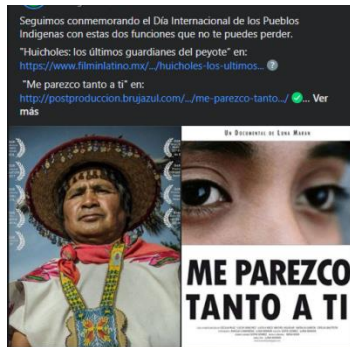 Seguimos conmemorando el Día Internacional de los Pueblos
Indígenas con estas dos funciones que no te puedes perder.
"Huicholes: los últimos guardianes del peyote" en:
https://www.filminlatino.mx/.../huicholes-los-ultimos...
"Me parezco tanto a ti" en:
http://postproduccion.brujazul.com/.../me-parezco-tanto.../ ... Ver
más
UN DOCUMENTAL DE LUNA MARAN
ME PAREZCO
TANTO A TI